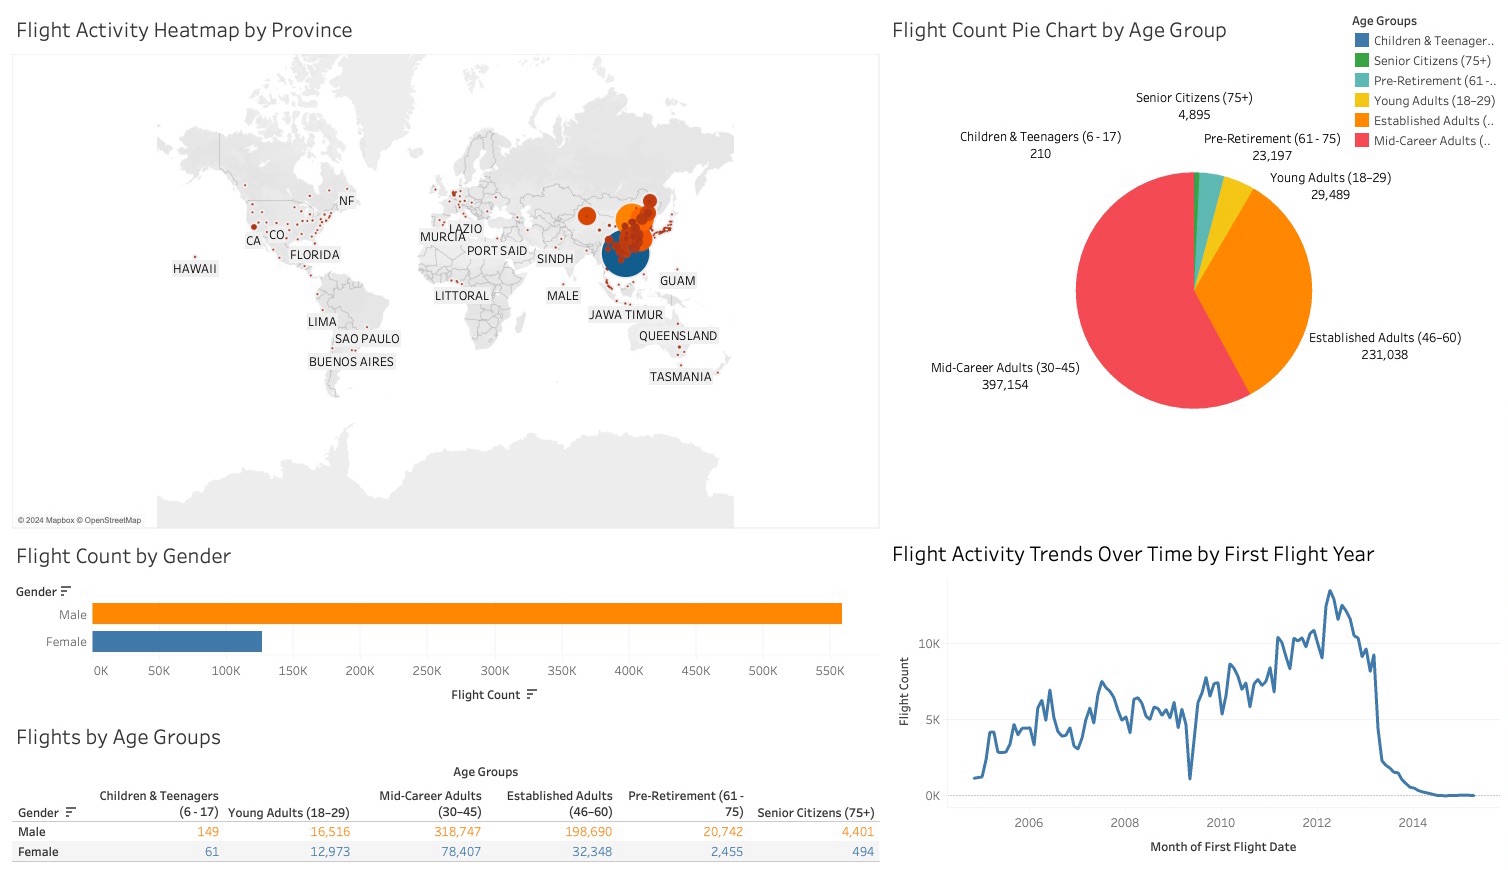 Flight Activity Heatmap by Province
NF
CA
CO
FLORIDA
HAWAII
LAZIO
MURCIA
PORT SAID
SINDH
LITTORAL
MALE
GUAM
JAWA TIMUR
QUEENSLAND
TASMANIA
LIMA
SAO PAULO
BUENOS AIRES
© 2024 Mapbox © OpenStreetMap
Flight Count Pie Chart by Age Group
Age Groups
Children & Teenager..
Senior Citizens (75+)
Pre-Retirement (61 -..
Young Adults (18–29)
Established Adults (..
Mid-Career Adults (..
Senior Citizens (75+)
4,895
Children & Teenagers (6 - 17)
210
Pre-Retirement (61 - 75)
23,197
Young Adults (18–29)
29,489
Established Adults (46–60)
231,038
Mid-Career Adults (30–45)
397,154
Flight Count by Gender
Gender
Male
Female
0K 50K 100K 150K 200K 250K 300K 350K 400K 450K 500K 550K
Flight Count
Flights by Age Groups
Age Groups
Gender Children & Teenagers (6 - 17) Young Adults (18–29) Mid-Career Adults (30–45) Established Adults (46–60) Pre-Retirement (61 - 75) Senior Citizens (75+)
Male 149 16,516 318,747 198,690 20,742 4,401
Female 61 12,973 78,407 32,348 2,455 494
Flight Activity Trends Over Time by First Flight Year
Flight Count
10K
5K
0K
2006 2008 2010 2012 2014
Month of First Flight Date